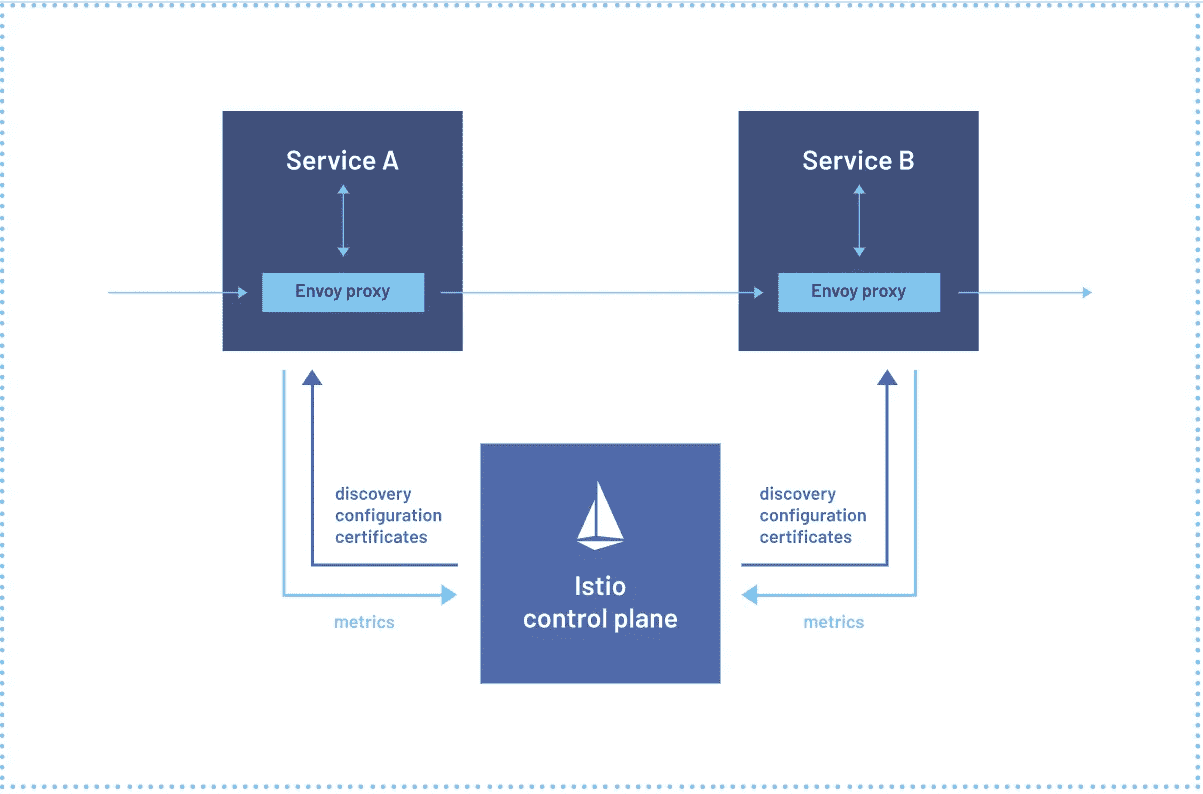 Service A
Service B
Envoy proxy
Envoy proxy
discovery
configuration
certificates
discovery
configuration
certificates
Istio
control plane
metrics
metrics